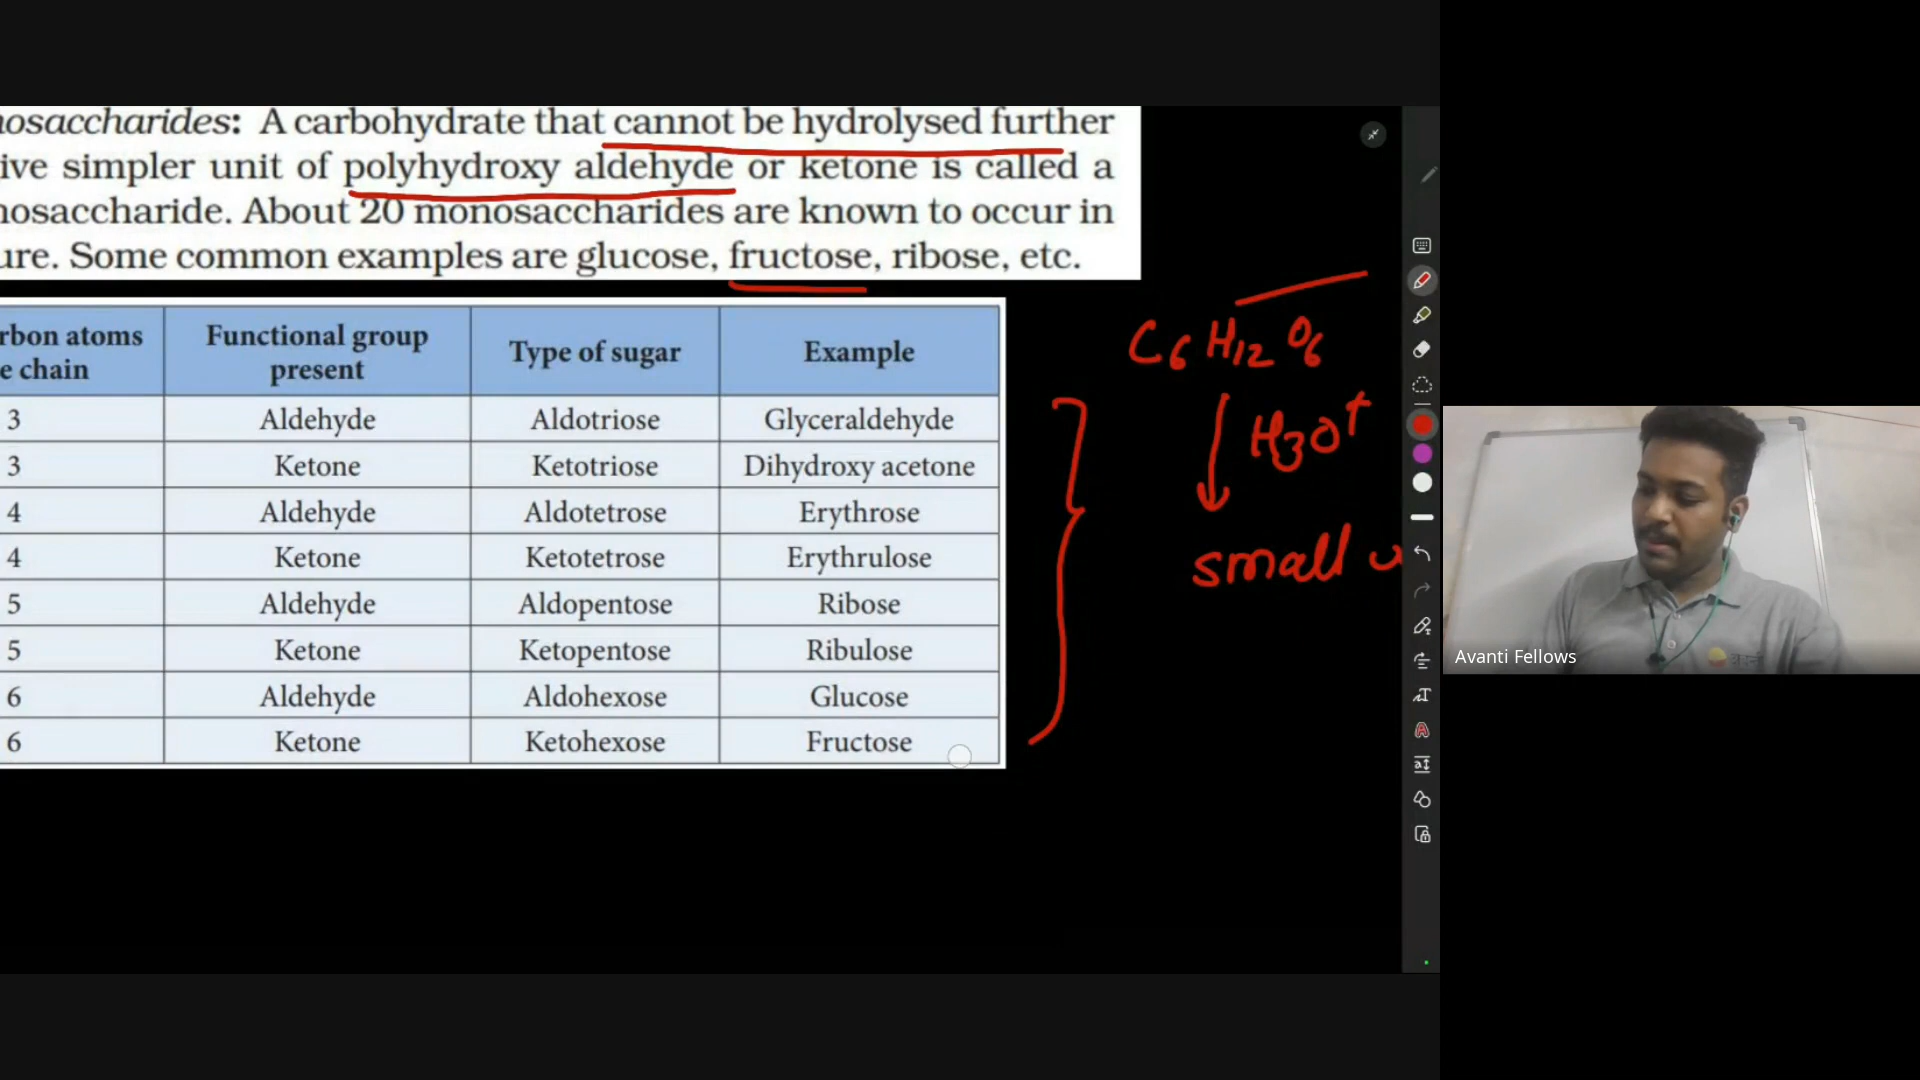 nosaccharides: A carbohydrate that cannot be hydrolysed further
ive simpler unit of polyhydroxy aldehyde or ketone is called a
nosaccharide. About 20 monosaccharides are known to occur in
ure. Some common examples are glucose, fructose, ribose, etc.
rbon atoms
e chain
Functional group
present
Type of sugar
Example
3 Aldehyde Aldotriose Glyceraldehyde
3 Ketone Ketotriose Dihydroxy acetone
4 Aldehyde Aldotetrose Erythrose
4 Ketone Ketotetrose Erythrulose
5 Aldehyde Aldopentose Ribose
5 Ketone Ketopentose Ribulose
6 Aldehyde Aldohexose Glucose
6 Ketone Ketohexose Fructose
C6H12O6
H3O+
small u
Avanti Fellows